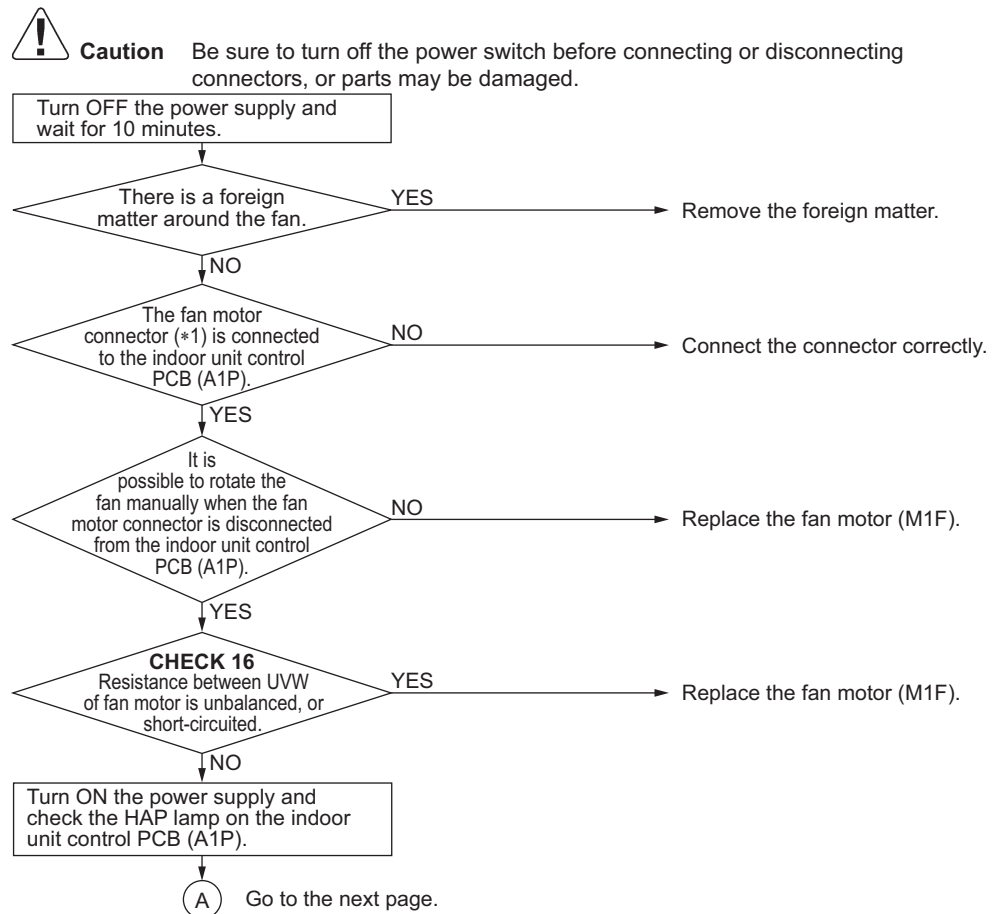 ! Caution Be sure to turn off the power switch before connecting or disconnecting
connectors, or parts may be damaged.
Turn OFF the power supply and
wait for 10 minutes.
There is a foreign
matter around the fan.
YES
Remove the foreign matter.
NO
The fan motor
connector (*1) is connected
to the indoor unit control
PCB (A1P).
NO
Connect the connector correctly.
YES
It is
possible to rotate the
fan manually when the fan
motor connector is disconnected
from the indoor unit control
PCB (A1P).
NO
Replace the fan motor (M1F).
YES
CHECK 16
Resistance between UVW
of fan motor is unbalanced, or
short-circuited.
YES
Replace the fan motor (M1F).
NO
Turn ON the power supply and
check the HAP lamp on the indoor
unit control PCB (A1P).
A Go to the next page.